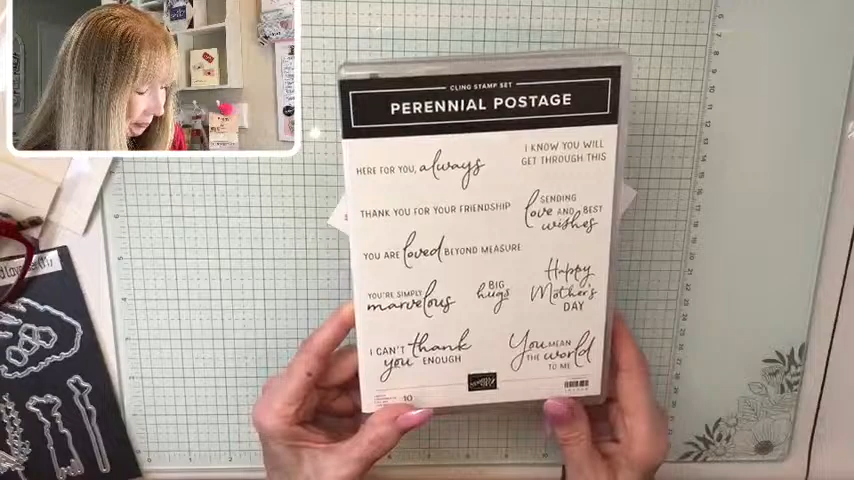 CLING STAMP SET
PERENNIAL POSTAGE
HERE FOR YOU, always
I KNOW YOU WILL
GET THROUGH THIS
THANK YOU FOR YOUR FRIENDSHIP
SENDING
love AND BEST
wishes
YOU ARE loved BEYOND MEASURE
YOU'RE SIMPLY
marvelous
BIG
hugs
Happy
Mother's
DAY
I CAN'T thank
you ENOUGH
You MEAN
THE world
TO ME
10